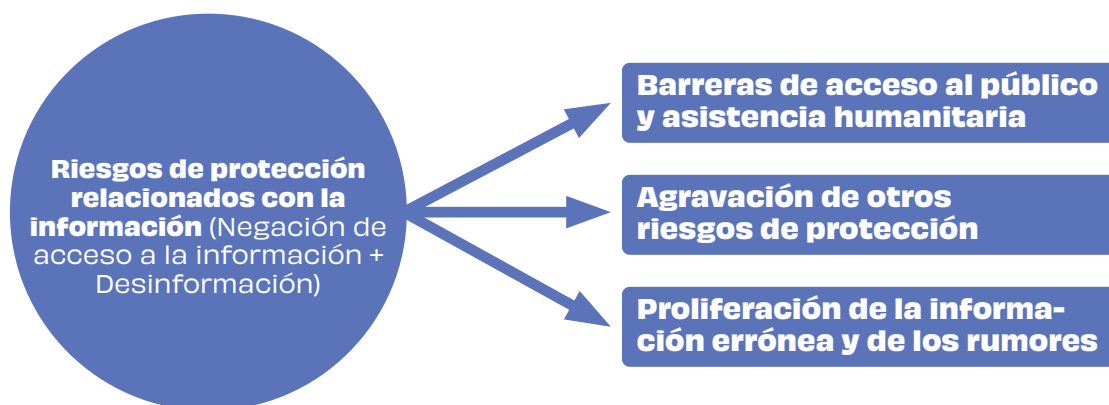 Riesgos de protección
relacionados con la
información (Negación de
acceso a la información +
Desinformación)
Barreras de acceso al público
y asistencia humanitaria
Agravación de otros
riesgos de protección
Proliferación de la informa-
ción errónea y de los rumores